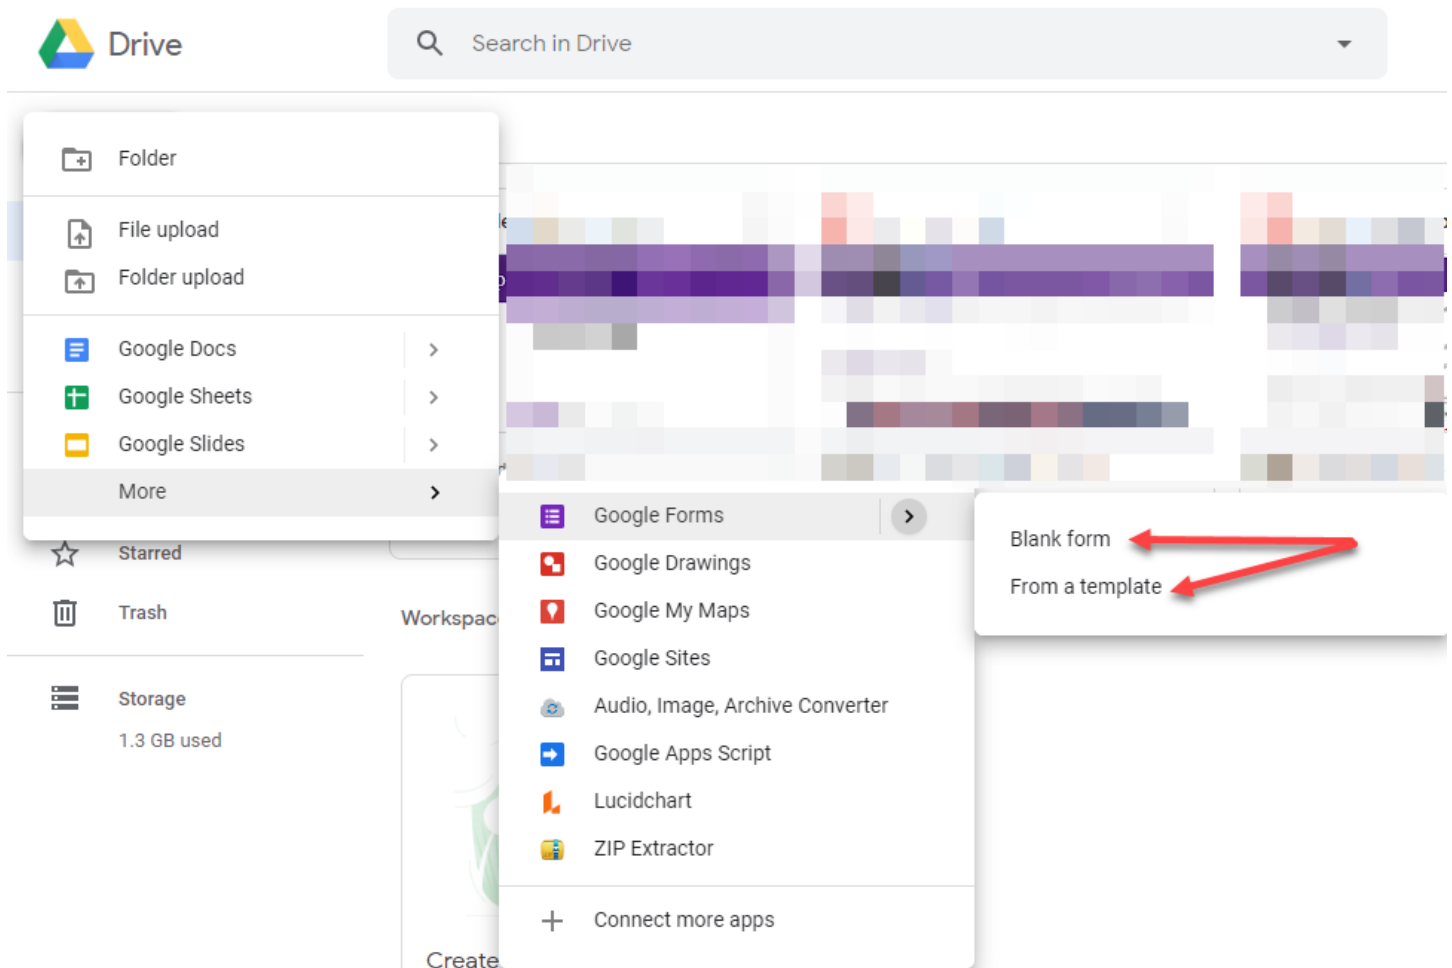 Drive
Search in Drive
Folder
File upload
Folder upload
Google Docs
Google Sheets
Google Slides
More
Starred
Trash
Storage
1.3 GB used
Google Forms
Google Drawings
Google My Maps
Google Sites
Audio, Image, Archive Converter
Google Apps Script
Lucidchart
ZIP Extractor
Connect more apps
Blank form
From a template
Create